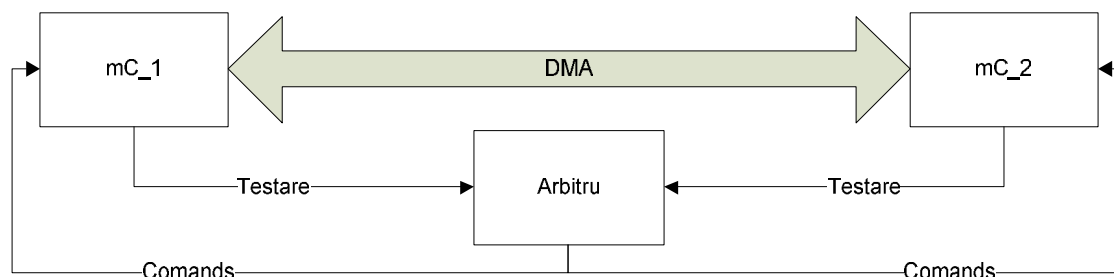 mC_1
DMA
mC_2
Testare
Arbitru
Testare
Comands
Comands